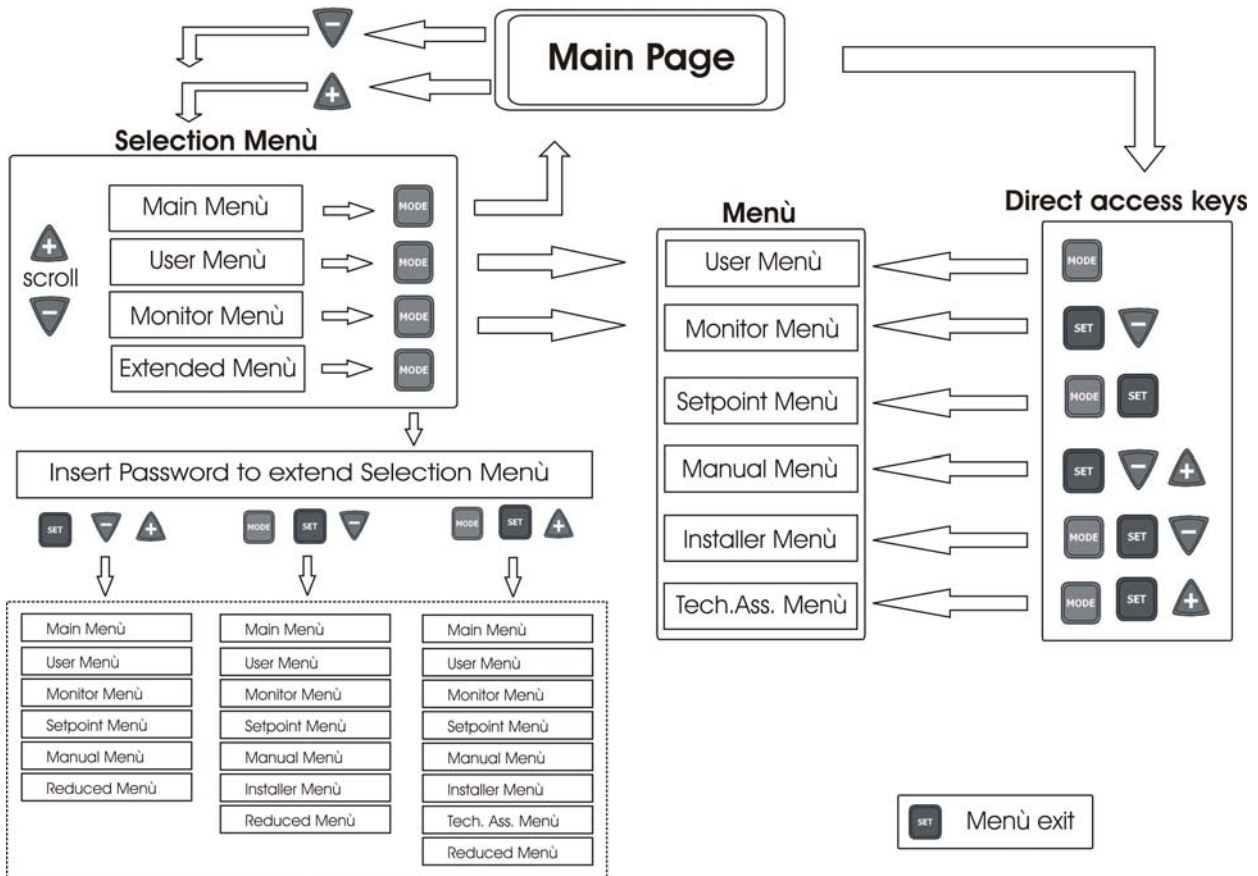 Main Page
Selection Menù
Main Menù
MODE
User Menù
MODE
scroll
Monitor Menù
MODE
Extended Menù
MODE
Insert Password to extend Selection Menù
SET
MODE SET
MODE SET
Main Menù
User Menù
Monitor Menù
Setpoint Menù
Manual Menù
Reduced Menù
Main Menù
User Menù
Monitor Menù
Setpoint Menù
Manual Menù
Installer Menù
Reduced Menù
Main Menù
User Menù
Monitor Menù
Setpoint Menù
Manual Menù
Installer Menù
Tech. Ass. Menù
Reduced Menù
Menù
User Menù
Monitor Menù
Setpoint Menù
Manual Menù
Installer Menù
Tech.Ass. Menù
Direct access keys
MODE
SET
MODE SET
SET
MODE SET
MODE SET
SET Menù exit